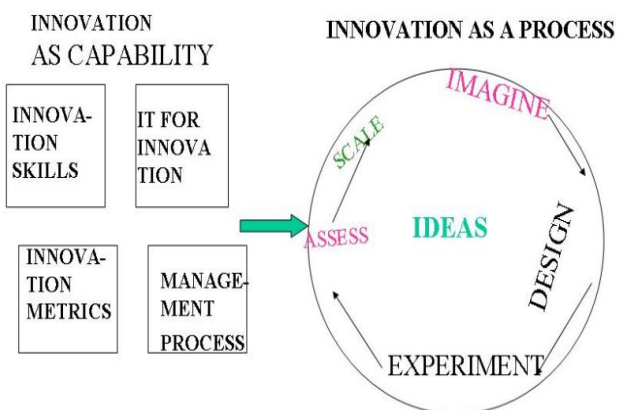 INNOVATION
AS CAPABILITY
INNOVA-
TION
SKILLS
IT FOR
INNOVA
TION
INNOVA-
TION
METRICS
MANAGE-
MENT
PROCESS
INNOVATION AS A PROCESS
IMAGINE
SCALE
IDEAS
ASSESS
DESIGN
EXPERIMENT